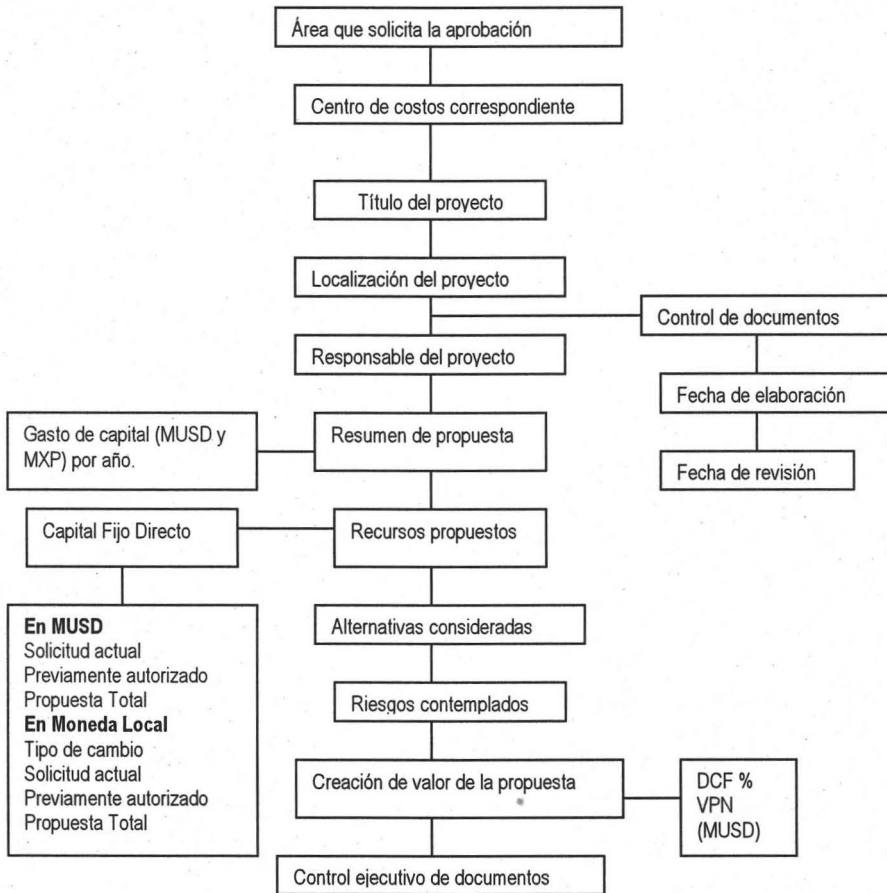 Área que solicita la aprobación
Centro de costos correspondiente
Título del proyecto
Localización del proyecto
Control de documentos
Responsable del proyecto
Fecha de elaboración
Gasto de capital (MUSD y
MXP) por año.
Resumen de propuesta
Fecha de revisión
Capital Fijo Directo
Recursos propuestos
En MUSD
Solicitud actual
Previamente autorizado
Propuesta Total
En Moneda Local
Tipo de cambio
Solicitud actual
Previamente autorizado
Propuesta Total
Alternativas consideradas
Riesgos contemplados
Creación de valor de la propuesta
DCF %
VPN
(MUSD)
Control ejecutivo de documentos